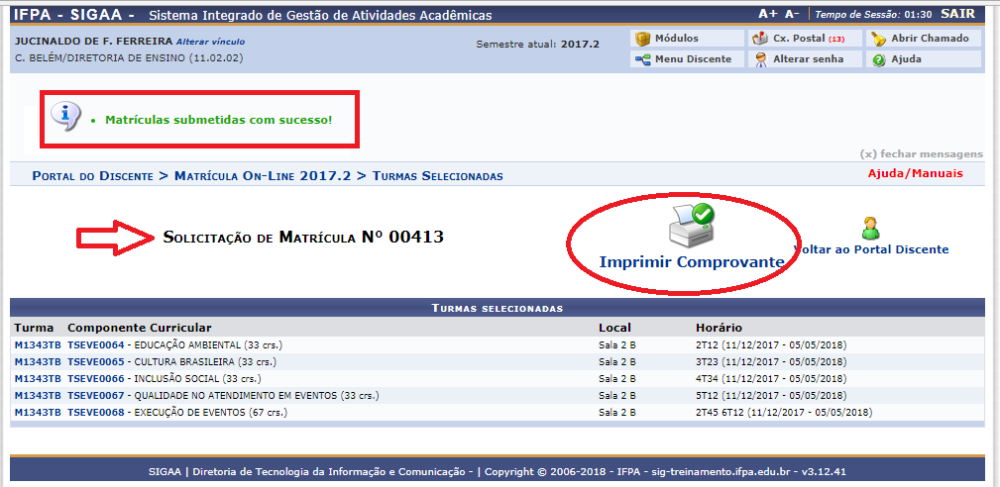 IFPA - SIGAA - Sistema Integrado de Gestão de Atividades Acadêmicas A+ A- Tempo de Sessão: 01:30 SAIR
JUCINALDO DE F. FERREIRA Alterar vínculo
C. BELÉM/DIRETORIA DE ENSINO (11.02.02)
Semestre atual: 2017.2
Módulos Cx. Postal (13) Abrir Chamado
Menu Discente Alterar senha Ajuda
• Matrículas submetidas com sucesso!
(x) fechar mensagens
PORTAL DO DISCENTE > MATRÍCULA ON-LINE 2017.2 > TURMAS SELECIONADAS
Ajuda/Manuais
SOLICITAÇÃO DE MATRÍCULA Nº 00413
Imprimir Comprovante
Voltar ao Portal Discente
TURMAS SELECIONADAS
Turma Componente Curricular Local Horário
M1343TB TSEVE0064 - EDUCAÇÃO AMBIENTAL (33 crs.) Sala 2 B 2T12 (11/12/2017 - 05/05/2018)
M1343TB TSEVE0065 - CULTURA BRASILEIRA (33 crs.) Sala 2 B 3T23 (11/12/2017 - 05/05/2018)
M1343TB TSEVE0066 - INCLUSÃO SOCIAL (33 crs.) Sala 2 B 4T34 (11/12/2017 - 05/05/2018)
M1343TB TSEVE0067 - QUALIDADE NO ATENDIMENTO EM EVENTOS (33 crs.) Sala 2 B 5T12 (11/12/2017 - 05/05/2018)
M1343TB TSEVE0068 - EXECUÇÃO DE EVENTOS (67 crs.) Sala 2 B 2T45 6T12 (11/12/2017 - 05/05/2018)
SIGAA | Diretoria de Tecnologia da Informação e Comunicação - | Copyright © 2006-2018 - IFPA - sig-treinamento.ifpa.edu.br - v3.12.41